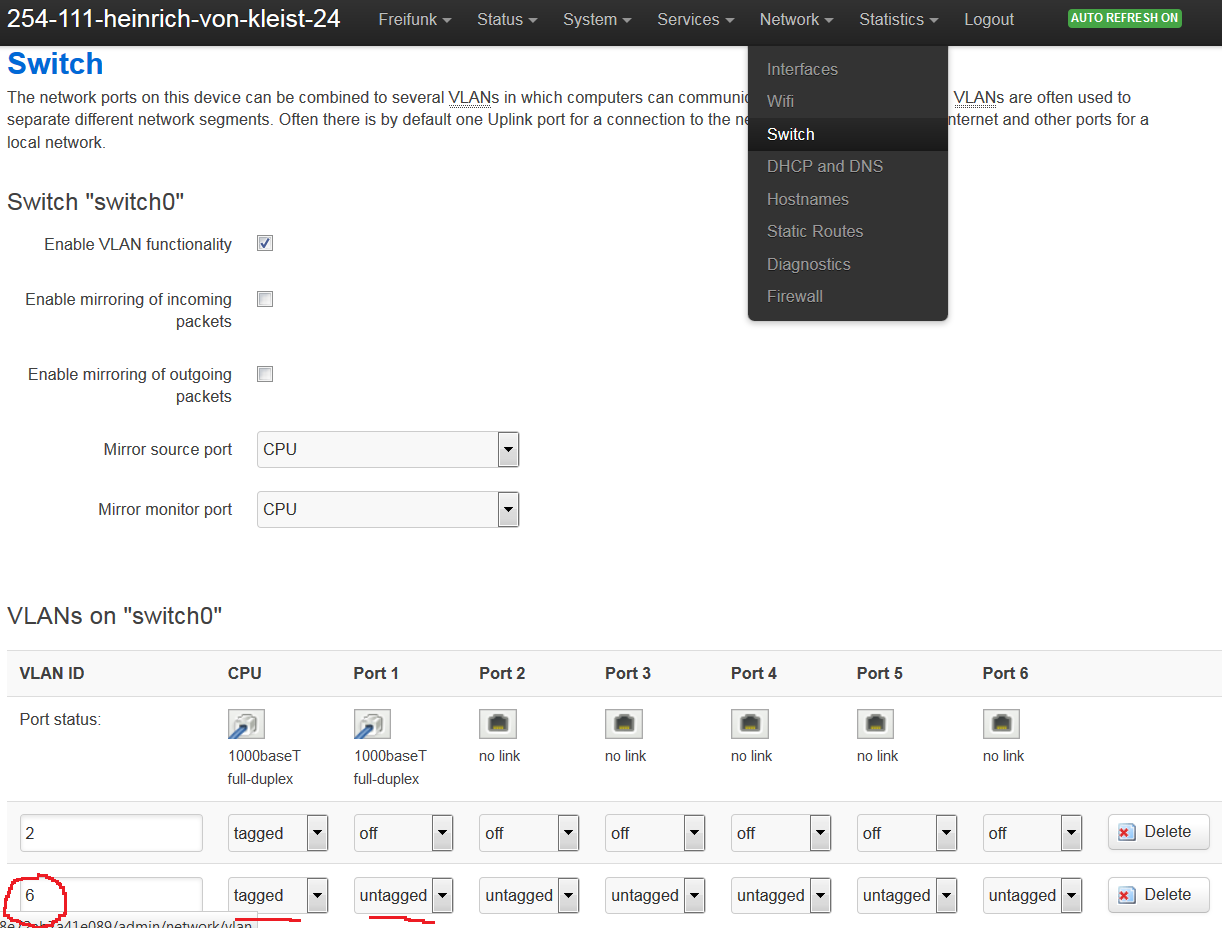 254-111-heinrich-von-kleist-24 Freifunk Status System Services Network Statistics Logout AUTO REFRESH ON
Switch
The network ports on this device can be combined to several VLANs in which computers can communic VLANs are often used to
separate different network segments. Often there is by default one Uplink port for a connection to the ne nternet and other ports for a
local network.
Interfaces
Wifi
Switch
DHCP and DNS
Hostnames
Static Routes
Diagnostics
Firewall
Switch "switch0"
Enable VLAN functionality
Enable mirroring of incoming
packets
Enable mirroring of outgoing
packets
Mirror source port CPU
Mirror monitor port CPU
VLANs on "switch0"
VLAN ID CPU Port 1 Port 2 Port 3 Port 4 Port 5 Port 6
Port status:
1000baseT 1000baseT no link no link no link no link no link
full-duplex full-duplex
2 tagged off off off off off off Delete
6 tagged untagged untagged untagged untagged untagged untagged Delete
a41e089/admin/network/vlan